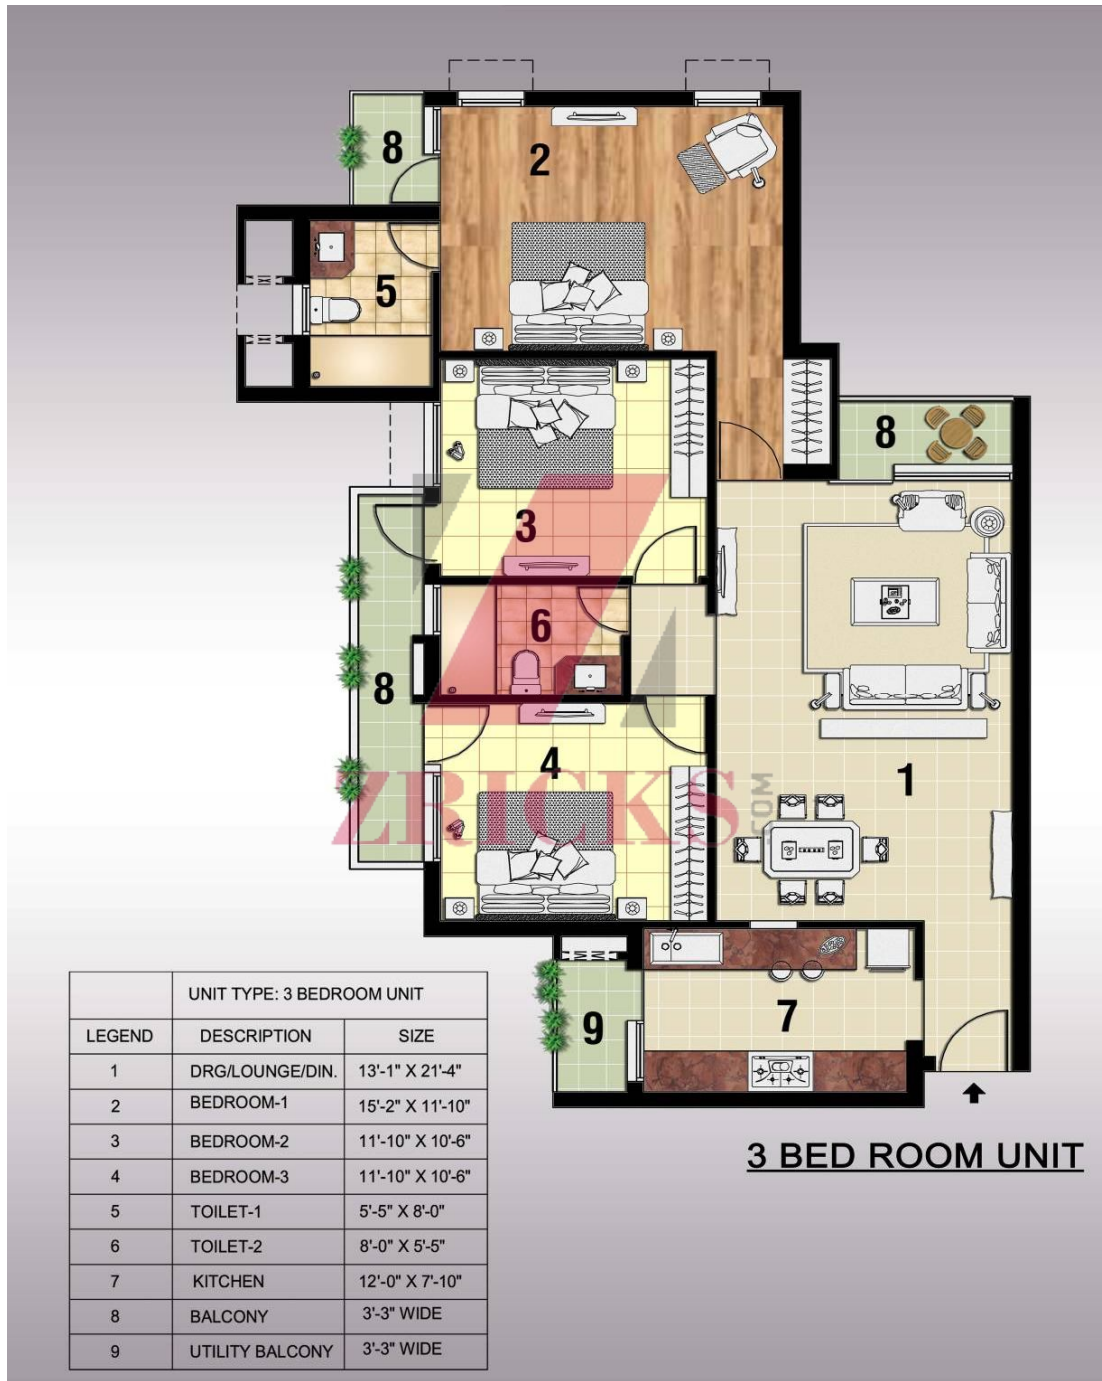 2
8
5
8
3
6
8
4
ZRICKS
.COM
1
9
7
3 BED ROOM UNIT
UNIT TYPE: 3 BEDROOM UNIT
LEGEND DESCRIPTION SIZE
1 DRG/LOUNGE/DIN. 13'-1" X 21'-4"
2 BEDROOM-1 15'-2" X 11'-10"
3 BEDROOM-2 11'-10" X 10'-6"
4 BEDROOM-3 11'-10" X 10'-6"
5 TOILET-1 5'-5" X 8'-0"
6 TOILET-2 8'-0" X 5'-5"
7 KITCHEN 12'-0" X 7'-10"
8 BALCONY 3'-3" WIDE
9 UTILITY BALCONY 3'-3" WIDE